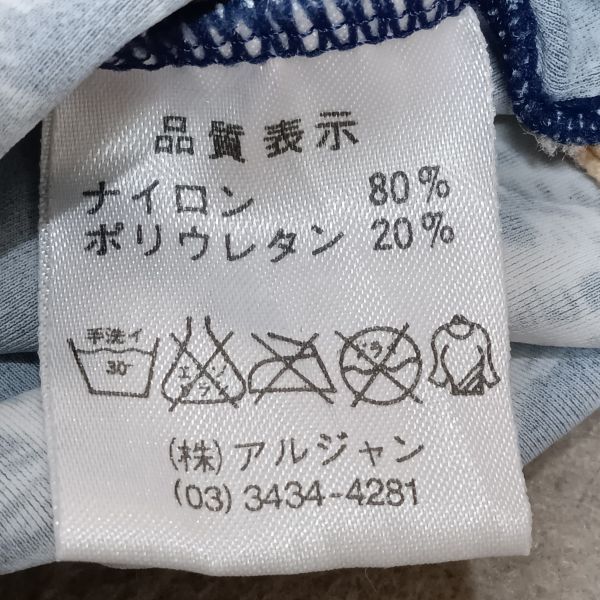 品質表示
ナイロン 80%
ポリウレタン 20%
手洗イ
30
エンソ
サラシ
ドライ
(株)アルジャン
(03) 3434-4281